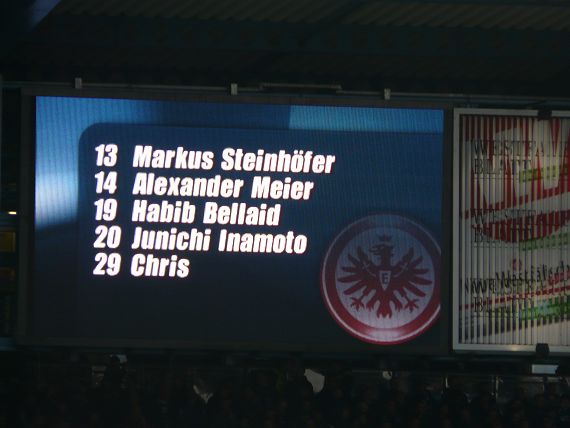 13 Markus Steinhöfer
14 Alexander Meier
19 Habib Bellaid
20 Junichi Inamoto
29 Chris